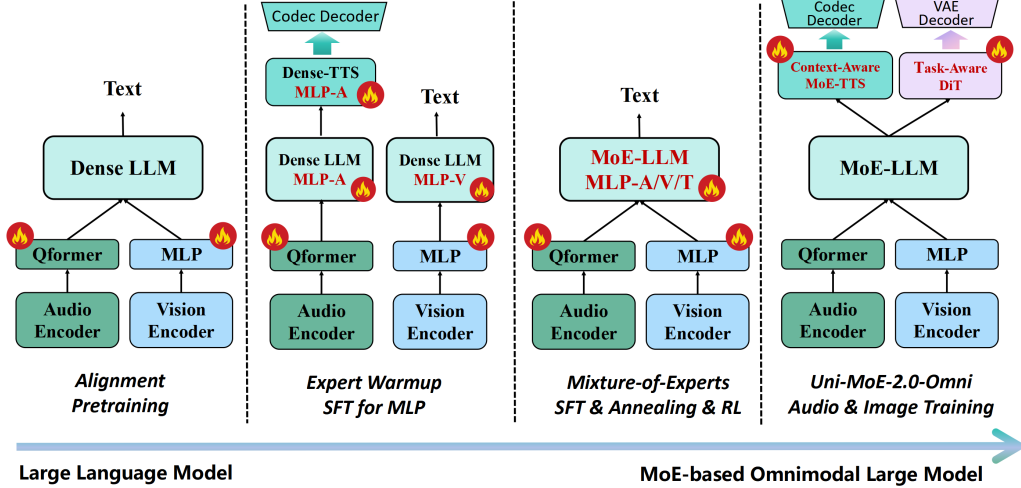 Text
Dense LLM
Qformer
MLP
Audio
Encoder
Vision
Encoder
Alignment
Pretraining
Codec Decoder
Dense-TTS
MLP-A
Text
Dense LLM
MLP-A
Dense LLM
MLP-V
Qformer
MLP
Audio
Encoder
Vision
Encoder
Expert Warmup
SFT for MLP
Text
MoE-LLM
MLP-A/V/T
Qformer
MLP
Audio
Encoder
Vision
Encoder
Mixture-of-Experts
SFT & Annealing & RL
Codec
Decoder
VAE
Decoder
Context-Aware
MoE-TTS
Task-Aware
DiT
MoE-LLM
Qformer
MLP
Audio
Encoder
Vision
Encoder
Uni-MoE-2.0-Omni
Audio & Image Training
Large Language Model
MoE-based Omnimodal Large Model